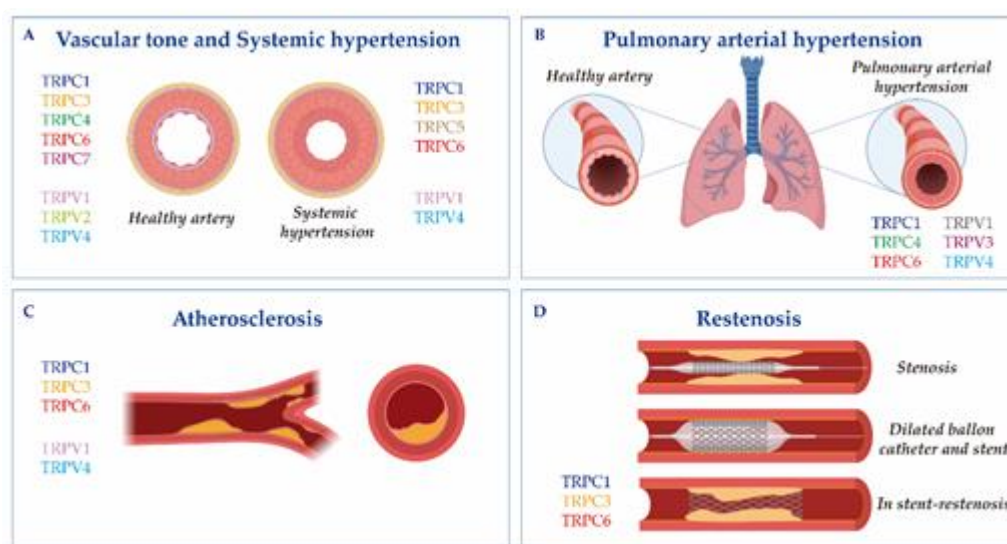 A
Vascular tone and Systemic hypertension
TRPC1
TRPC3
TRPC4
TRPC6
TRPC7
TRPV1
TRPV2
TRPV4
Healthy artery
Systemic
hypertension
TRPC1
TRPC3
TRPC5
TRPC6
TRPV1
TRPV4
B
Pulmonary arterial hypertension
Healthy artery
Pulmonary arterial
hypertension
TRPC1 TRPV1
TRPC4 TRPV3
TRPC6 TRPV4
C
Atherosclerosis
TRPC1
TRPC3
TRPC6
TRPV1
TRPV4
D
Restenosis
Stenosis
Dilated ballon
catheter and stent
TRPC1
TRPC3
TRPC6
In stent-restenosis